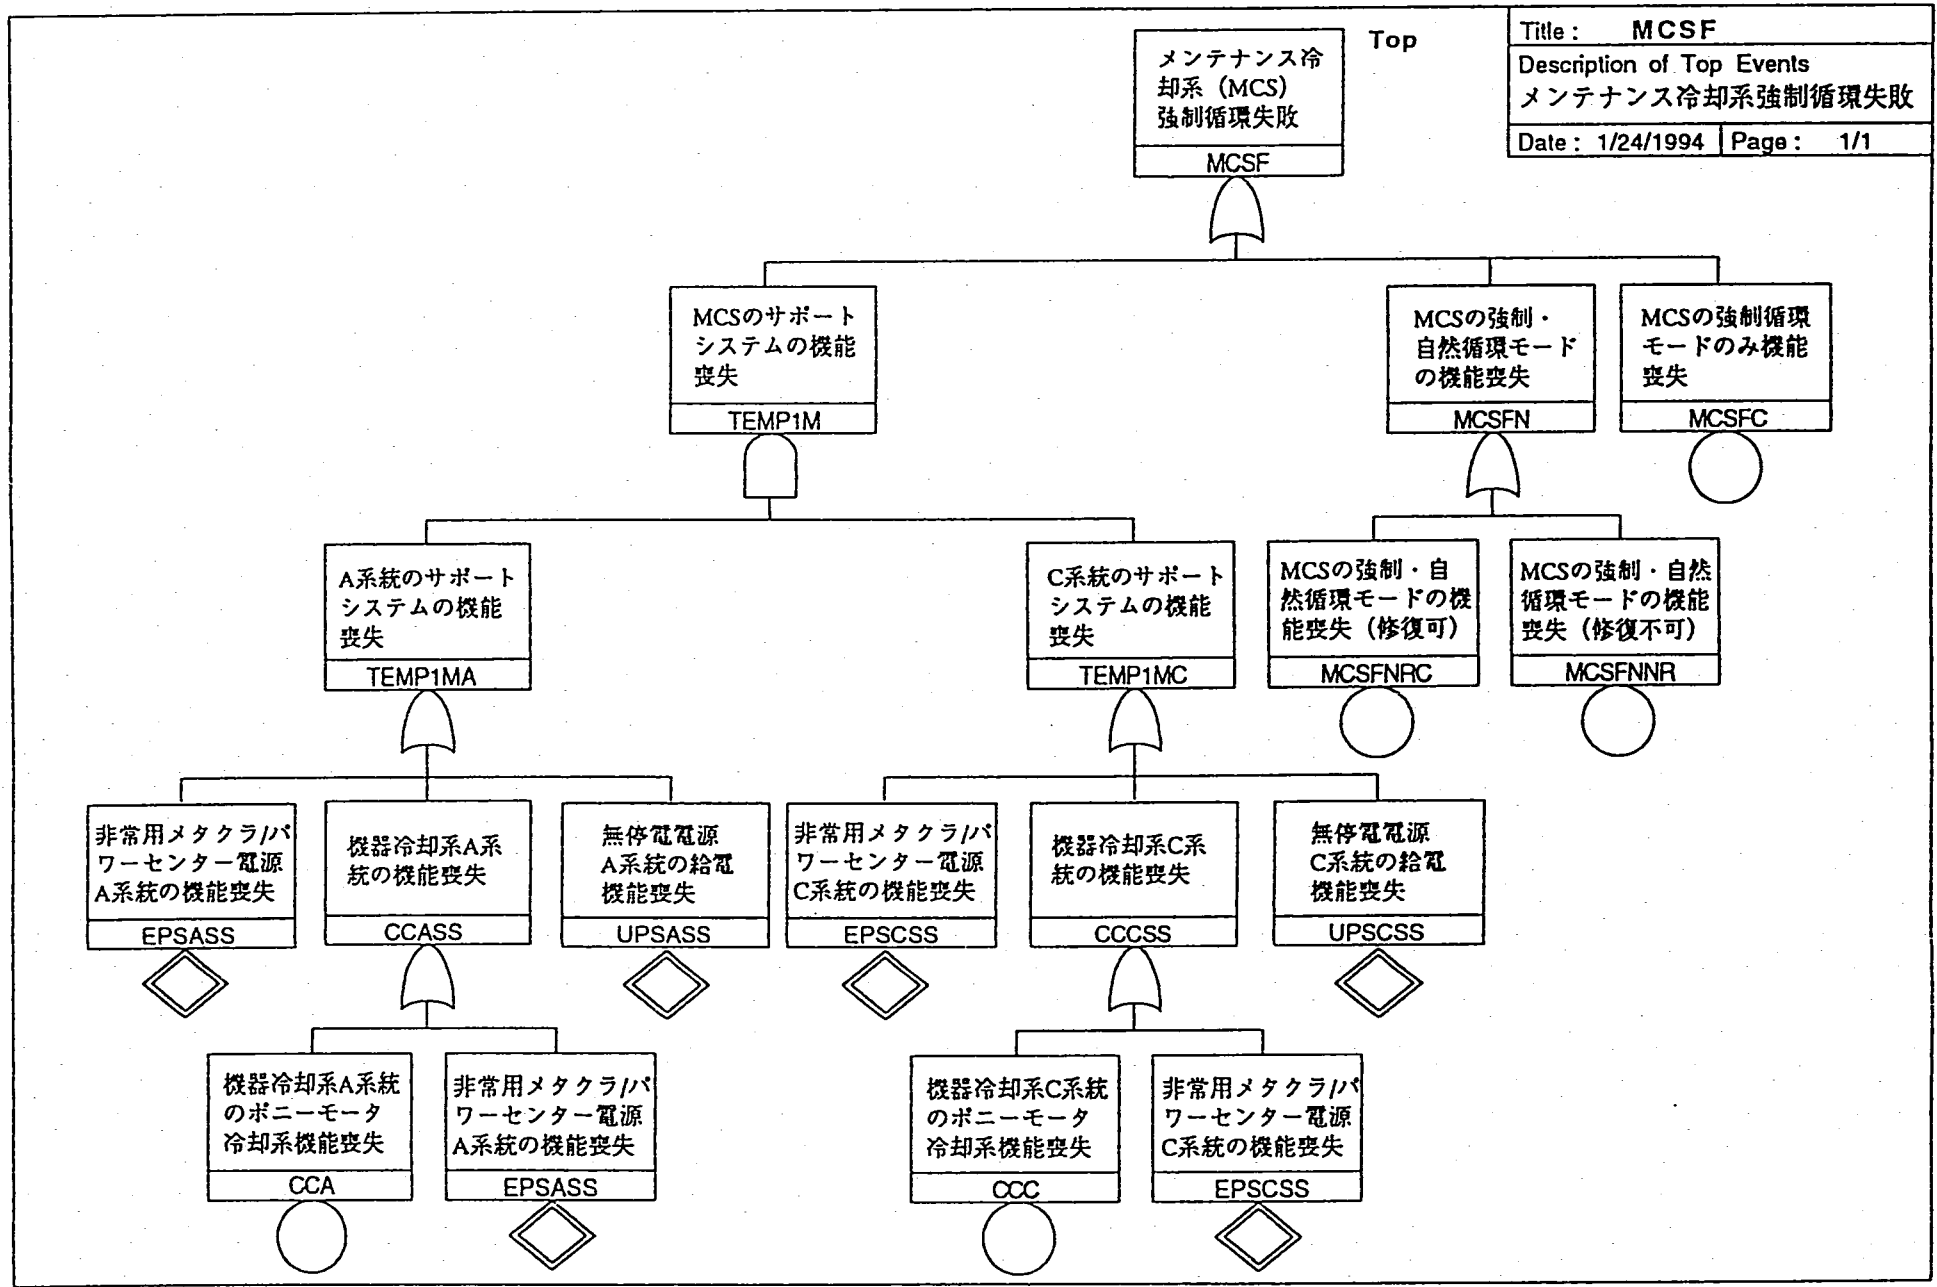 Top
Title : MCSF
Description of Top Events
メンテナンス冷却系強制循環失敗
Date : 1/24/1994 Page : 1/1
メンテナンス冷
却系（MCS）
強制循環失敗
MCSF
MCSのサポート
システムの機能
喪失
TEMP1M
MCSの強制・
自然循環モード
の機能喪失
MCSFN
MCSの強制循環
モードのみ機能
喪失
MCSFC
A系統のサポート
システムの機能
喪失
TEMP1MA
C系統のサポート
システムの機能
喪失
TEMP1MC
MCSの強制・自
然循環モードの機
能喪失（修復可）
MCSFNRC
MCSの強制・自然
循環モードの機能
喪失（修復不可）
MCSFNNR
非常用メタクラ/パ
ワーセンター電源
A系統の機能喪失
EPSASS
機器冷却系A系
統の機能喪失
CCASS
無停電電源
A系統の給電
機能喪失
UPSASS
非常用メタクラ/パ
ワーセンター電源
C系統の機能喪失
EPSCSS
機器冷却系C系
統の機能喪失
CCCSS
無停電電源
C系統の給電
機能喪失
UPSCSS
機器冷却系A系統
のポニーモータ
冷却系機能喪失
CCA
非常用メタクラ/パ
ワーセンター電源
A系統の機能喪失
EPSASS
機器冷却系C系統
のポニーモータ
冷却系機能喪失
CCC
非常用メタクラ/パ
ワーセンター電源
C系統の機能喪失
EPSCSS